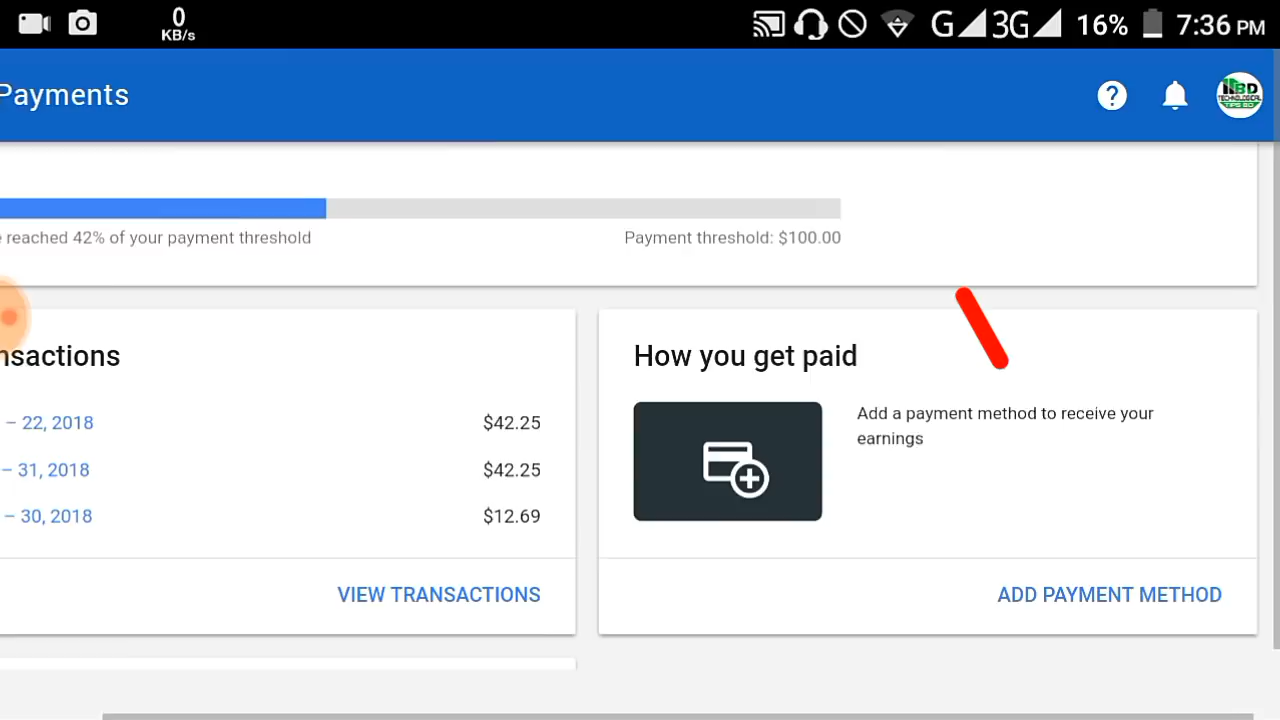 0
KB/s
G 3G 16% 7:36 PM
Payments
reached 42% of your payment threshold
Payment threshold: $100.00
nsactions
– 22, 2018 $42.25
– 31, 2018 $42.25
– 30, 2018 $12.69
VIEW TRANSACTIONS
How you get paid
Add a payment method to receive your
earnings
ADD PAYMENT METHOD